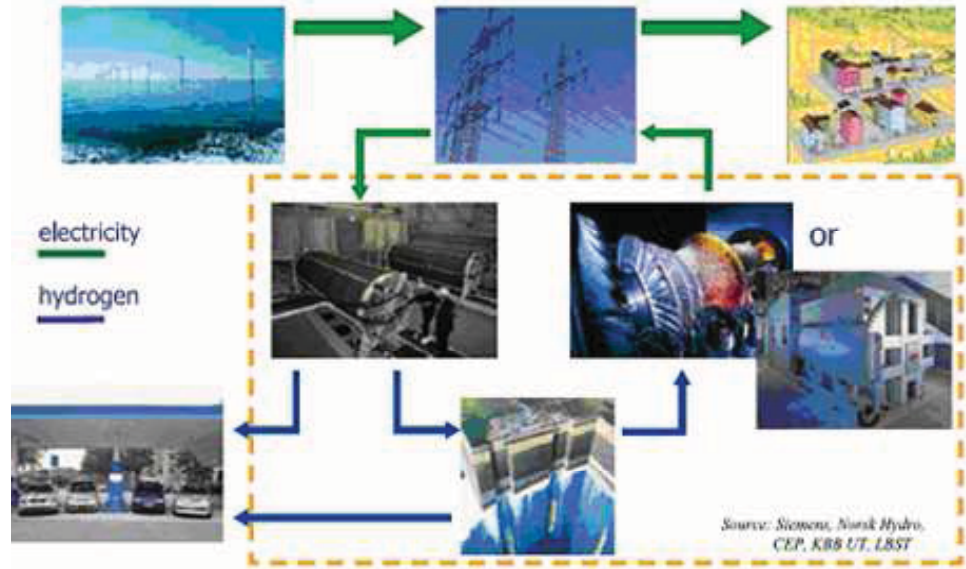 or
electricity
hydrogen
Source: Siemens, Norsk Hydro,
CEP, KBB UT, LBST